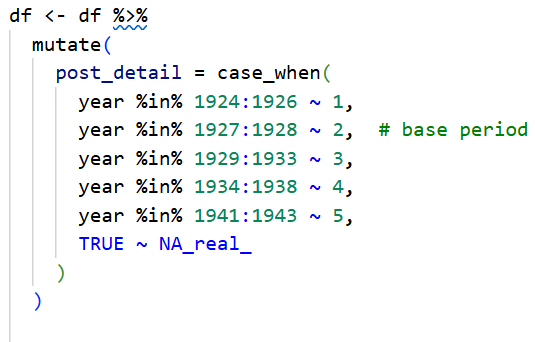 df <- df %>%
  mutate(
    post_detail = case_when(
      year %in% 1924:1926 ~ 1,
      year %in% 1927:1928 ~ 2,  # base period
      year %in% 1929:1933 ~ 3,
      year %in% 1934:1938 ~ 4,
      year %in% 1941:1943 ~ 5,
      TRUE ~ NA_real_
    )
  )